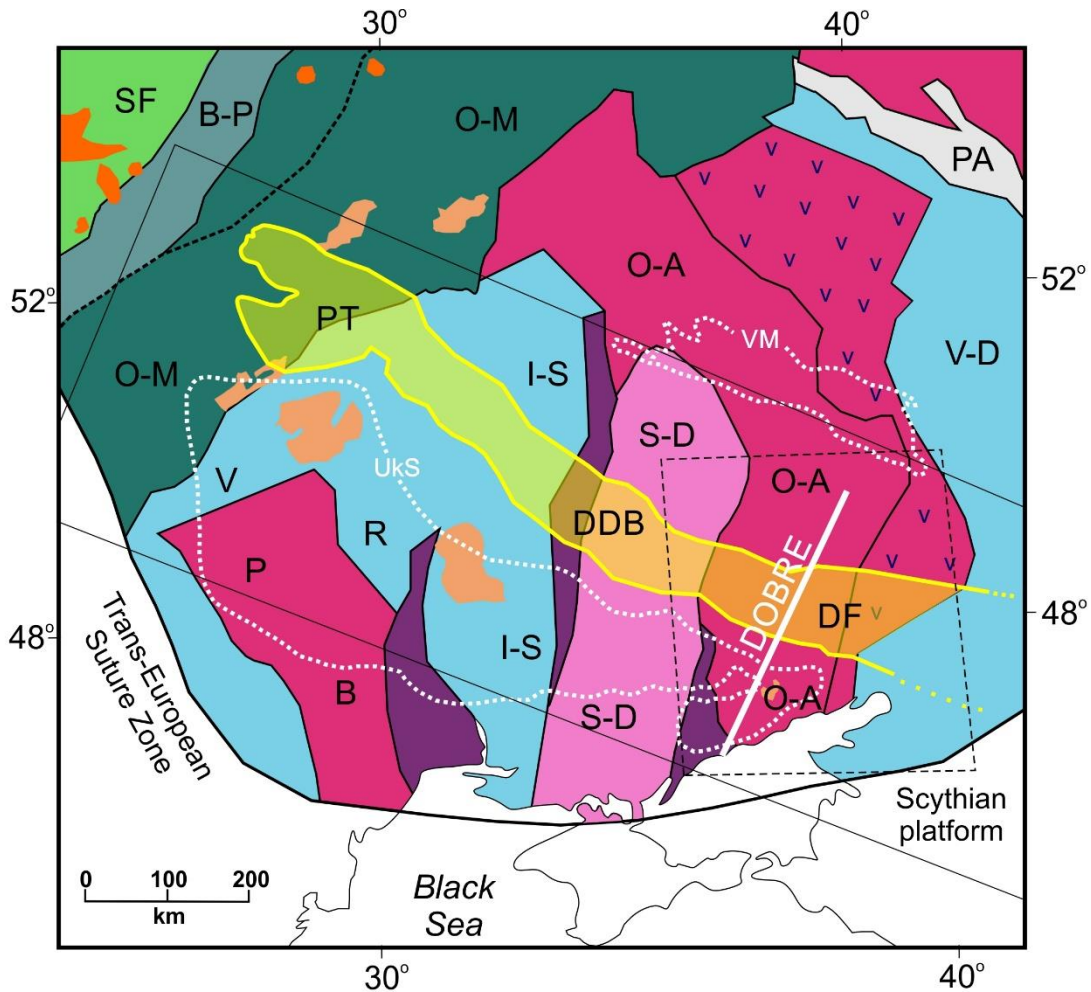 30° 40°
SF
B-P
O-M
PA
O-A
52° 52°
PT
VM
V-D
O-M
I-S
S-D
V
UkS
O-A
R
DDB
P
DOBRE
DF
48° 48°
I-S
B
O-A
S-D
Trans-European
Suture Zone
Scythian
platform
0 100 200
km
Black
Sea
30° 40°
v v v v v v v v v v v v v v v v